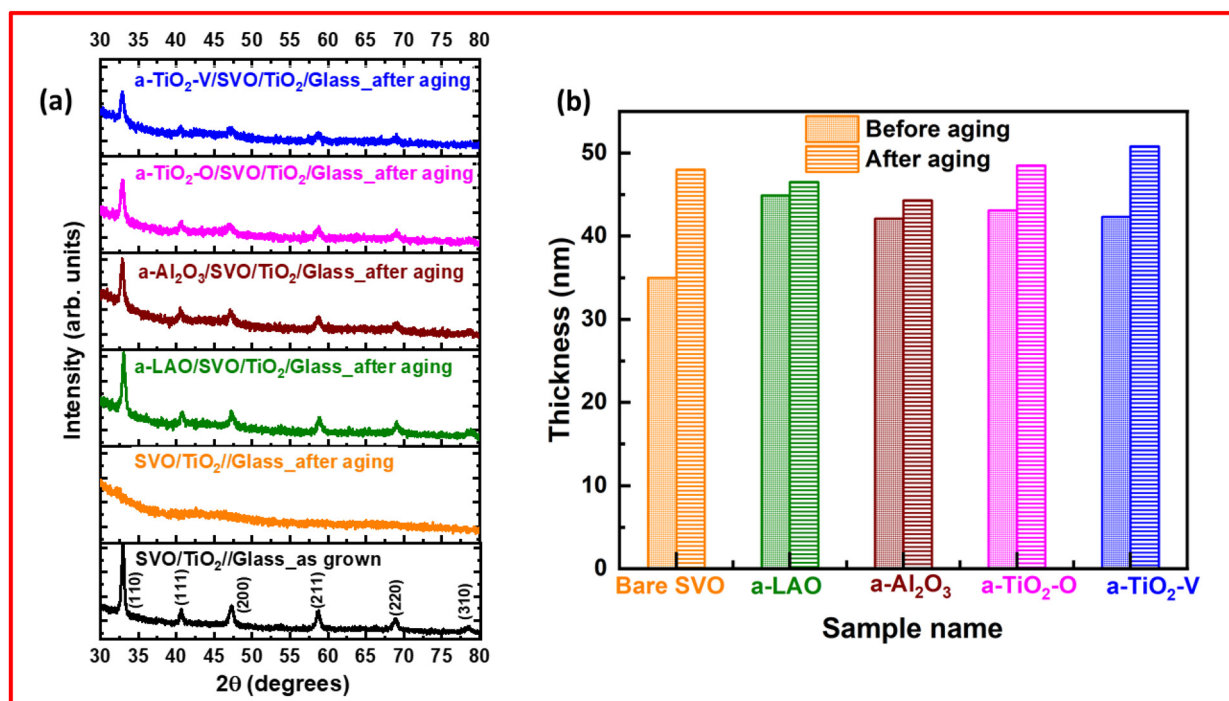 (a)
30 35 40 45 50 55 60 65 70 75 80
a-TiO₂-V/SVO/TiO₂/Glass_after aging
a-TiO₂-O/SVO/TiO₂/Glass_after aging
a-Al₂O₃/SVO/TiO₂/Glass_after aging
a-LAO/SVO/TiO₂/Glass_after aging
SVO/TiO₂//Glass_after aging
SVO/TiO₂//Glass_as grown
(110) (111) (200) (211) (220) (310)
30 35 40 45 50 55 60 65 70 75 80
2θ (degrees)
Intensity (arb. units)
(b)
Before aging
After aging
50
40
30
20
10
0
Thickness (nm)
Bare SVO a-LAO a-Al₂O₃ a-TiO₂-O a-TiO₂-V
Sample name